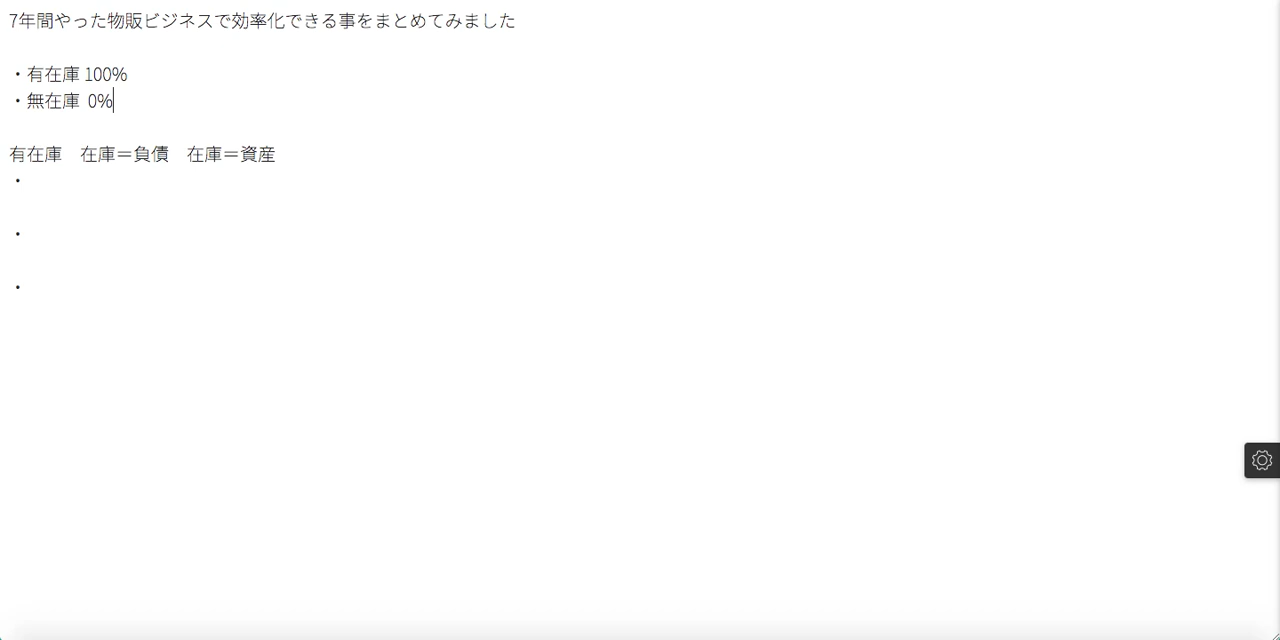 7年間やった物販ビジネスで効率化できる事をまとめてみました
・有在庫 100%
・無在庫 0%
有在庫　在庫＝負債　在庫＝資産
・
・
・